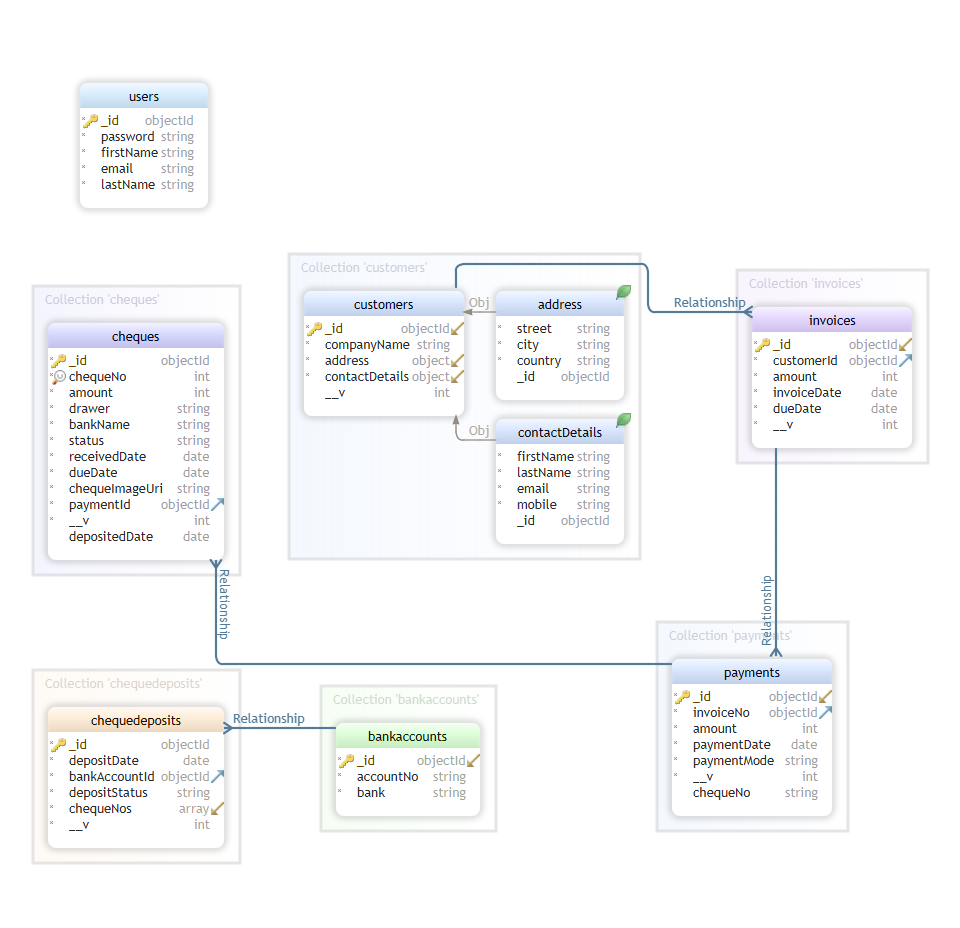 users
_id objectId
password string
firstName string
email string
lastName string
Collection 'customers'
customers
_id objectId
companyName string
address object
contactDetails object
__v int
Obj
address
street string
city string
country string
_id objectId
Obj
contactDetails
firstName string
lastName string
email string
mobile string
_id objectId
Relationship
Collection 'invoices'
invoices
_id objectId
customerId objectId
amount int
invoiceDate date
dueDate date
__v int
Collection 'cheques'
cheques
_id objectId
chequeNo int
amount int
drawer string
bankName string
status string
receivedDate date
dueDate date
chequeImageUri string
paymentId objectId
__v int
depositedDate date
Relationship
Relationship
Collection 'payments'
payments
_id objectId
invoiceNo objectId
amount int
paymentDate date
paymentMode string
__v int
chequeNo string
Collection 'chequedeposits'
chequedeposits
_id objectId
depositDate date
bankAccountId objectId
depositStatus string
chequeNos array
__v int
Relationship
Collection 'bankaccounts'
bankaccounts
_id objectId
accountNo string
bank string